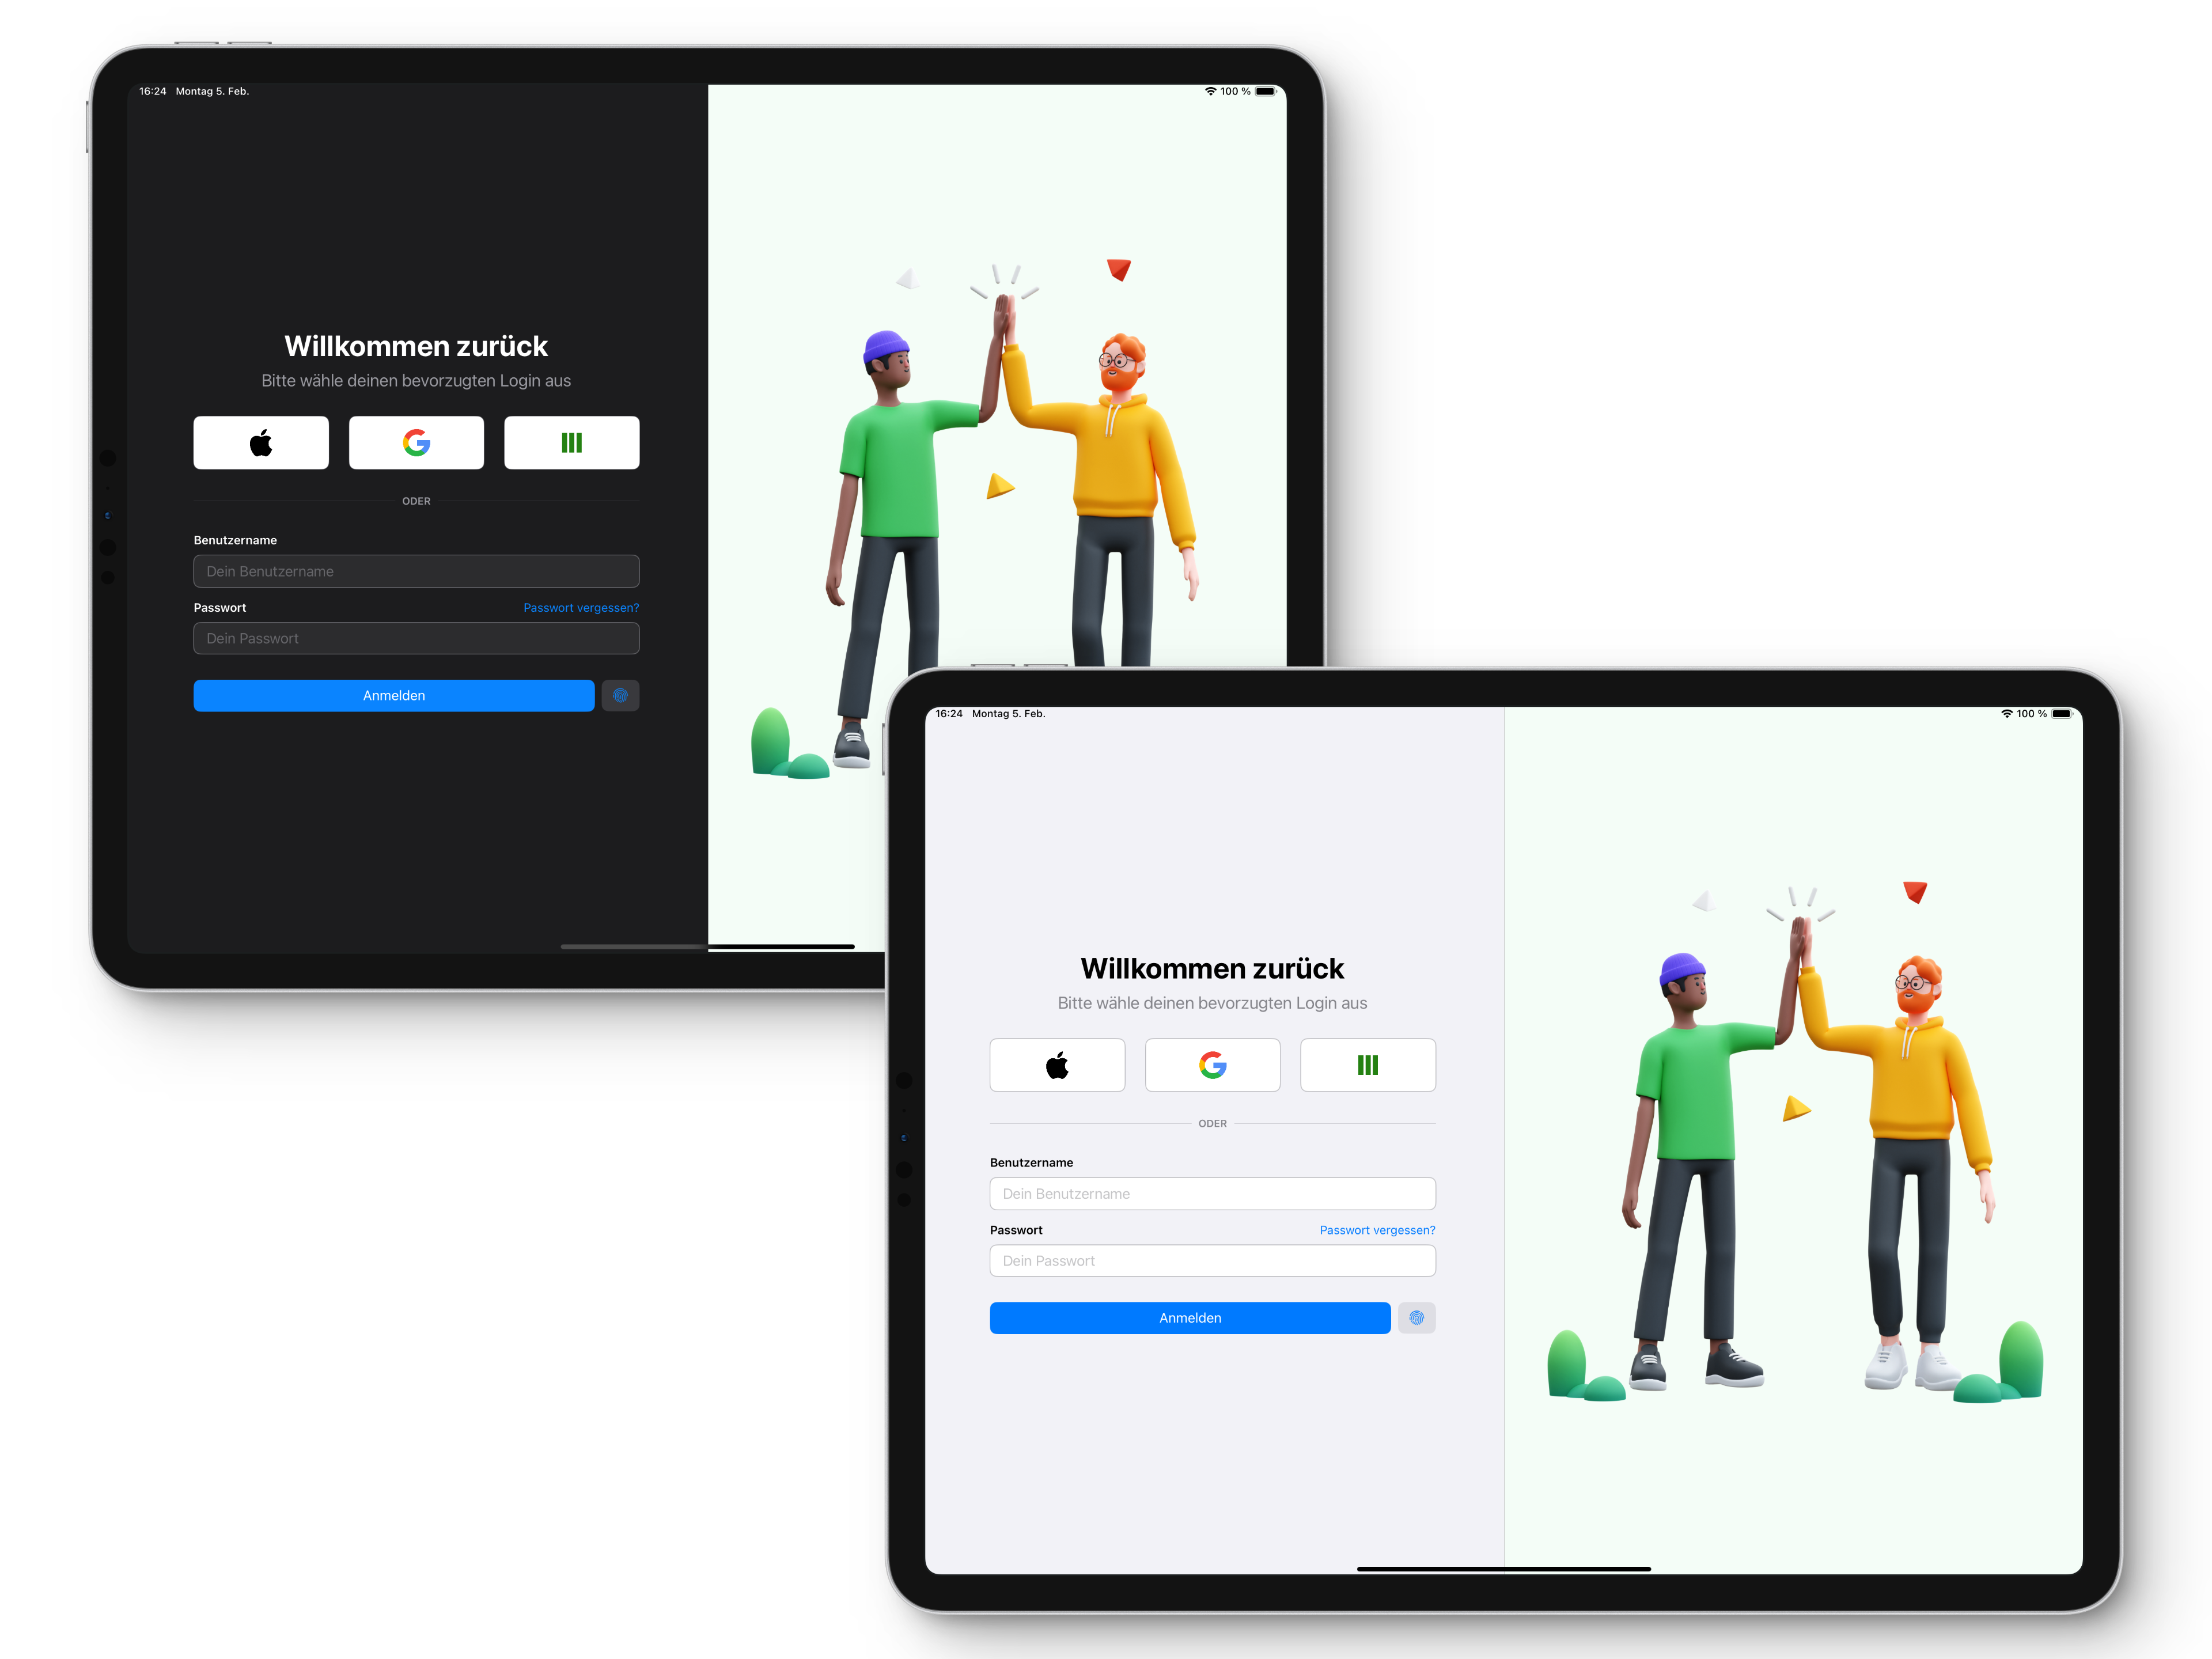 16:24 Montag 5. Feb.
100 %
Willkommen zurück
Bitte wähle deinen bevorzugten Login aus
ODER
Benutzername
Dein Benutzername
Passwort
Passwort vergessen?
Dein Passwort
Anmelden
16:24 Montag 5. Feb.
100 %
Willkommen zurück
Bitte wähle deinen bevorzugten Login aus
ODER
Benutzername
Dein Benutzername
Passwort
Passwort vergessen?
Dein Passwort
Anmelden